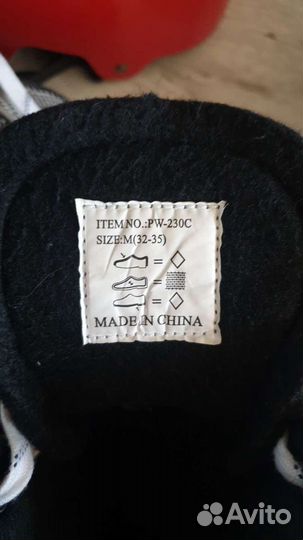 ITEM NO.:PW-230C
SIZE:M(32-35)
=
=
=
MADE IN CHINA
Avito